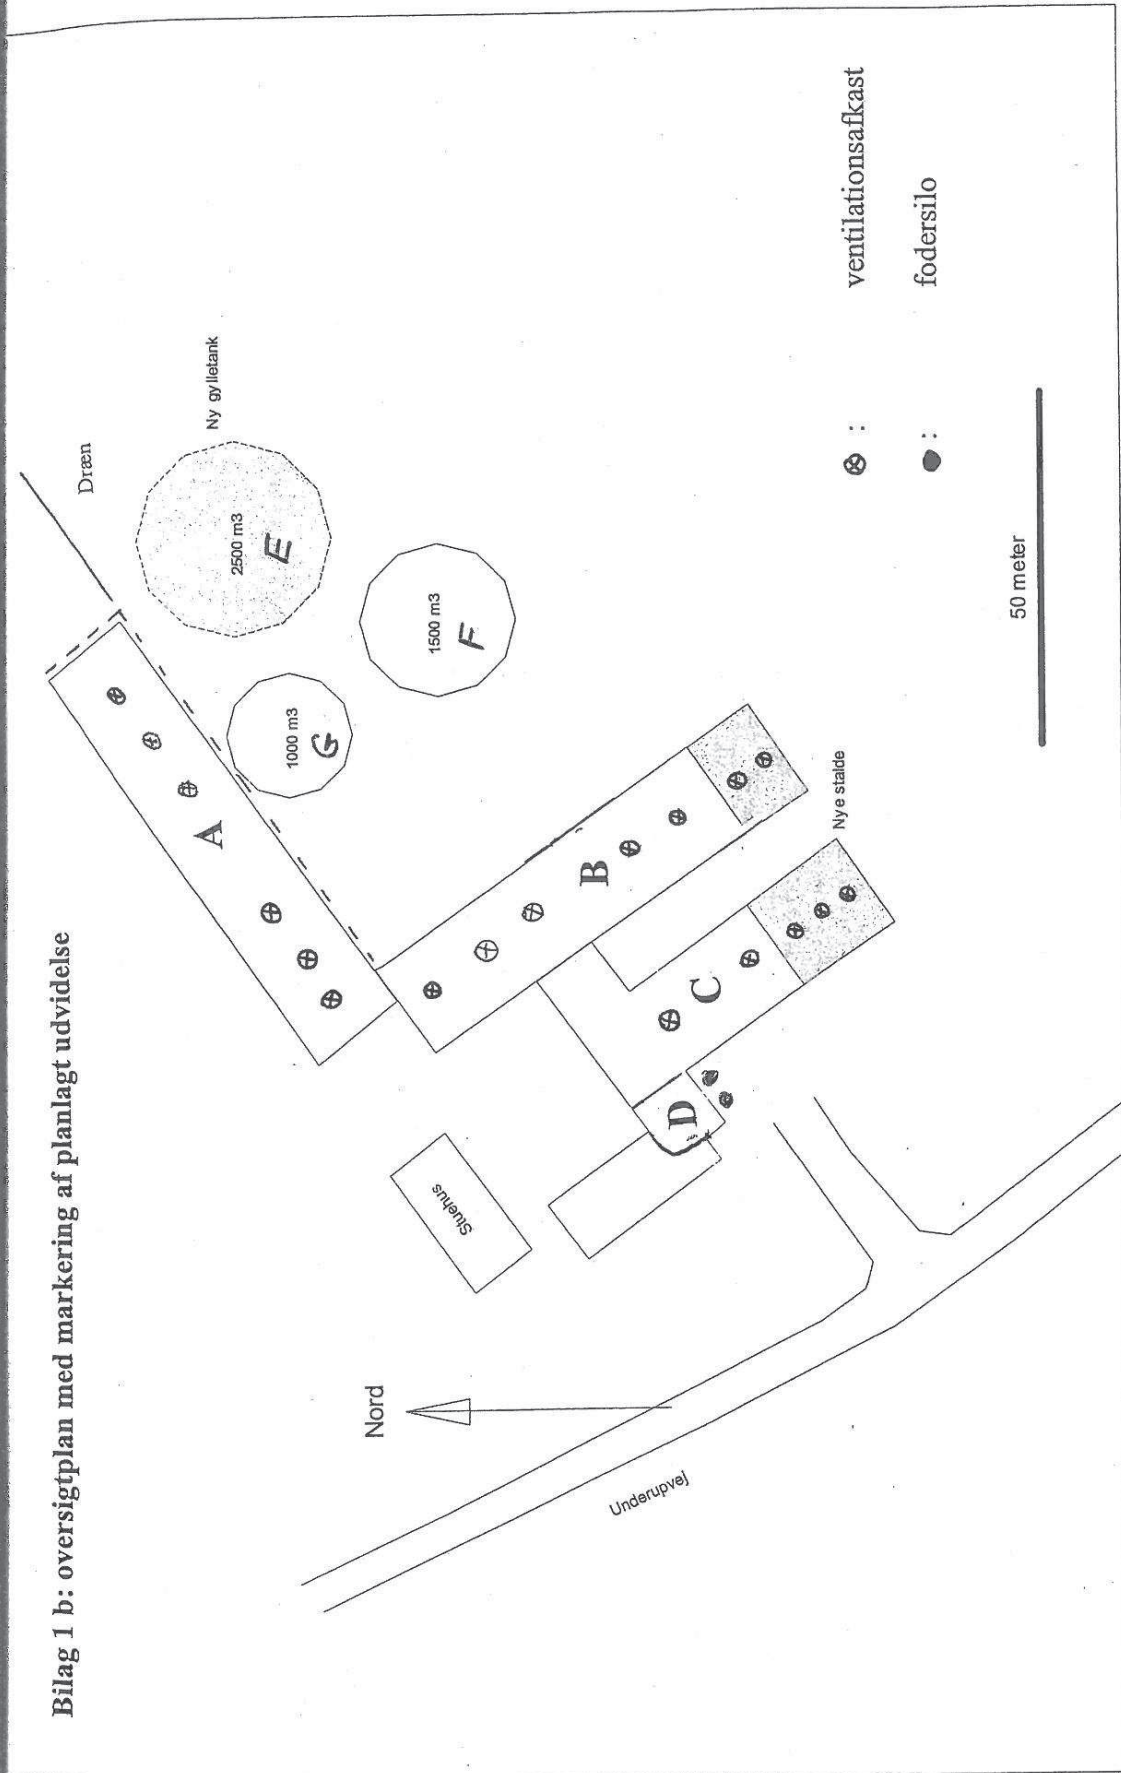 Bilag 1 b: oversigtplan med markering af planlagt udvidelse
Dræn
Ny gylletank
2500 m3
E
1500 m3
F
1000 m3
G
A
B
C
D
Nye stalde
Stuehus
Nord
Underupvej
50 meter
: ventilationsafkast
: fodersilo